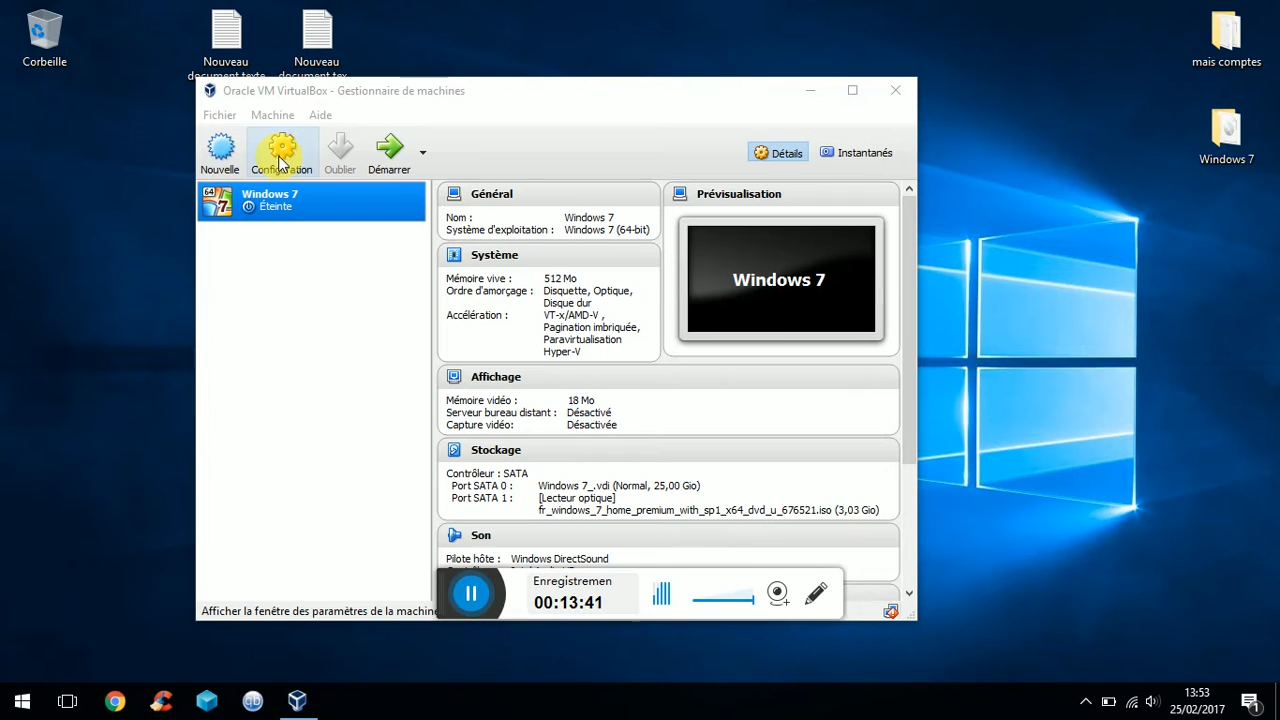 Corbeille
Nouveau
document texte
Nouveau
document tex
mais comptes
Windows 7
Oracle VM VirtualBox - Gestionnaire de machines
Fichier Machine Aide
Nouvelle Configuration Oublier Démarrer Détails Instantanés
64 7
Windows 7
Éteinte
Général
Nom : Windows 7
Système d'exploitation : Windows 7 (64-bit)
Système
Mémoire vive : 512 Mo
Ordre d'amorçage : Disquette, Optique,
Disque dur
Accélération : VT-x/AMD-V ,
Pagination imbriquée,
Paravirtualisation
Hyper-V
Prévisualisation
Windows 7
Affichage
Mémoire vidéo : 18 Mo
Serveur bureau distant : Désactivé
Capture vidéo: Désactivée
Stockage
Contrôleur : SATA
Port SATA 0 : Windows 7_.vdi (Normal, 25,00 Gio)
Port SATA 1 : [Lecteur optique]
fr_windows_7_home_premium_with_sp1_x64_dvd_u_676521.iso (3,03 Gio)
Son
Pilote hôte : Windows DirectSound
Enregistremen
00:13:41
Afficher la fenêtre des paramètres de la machine
qb
13:53
25/02/2017
1